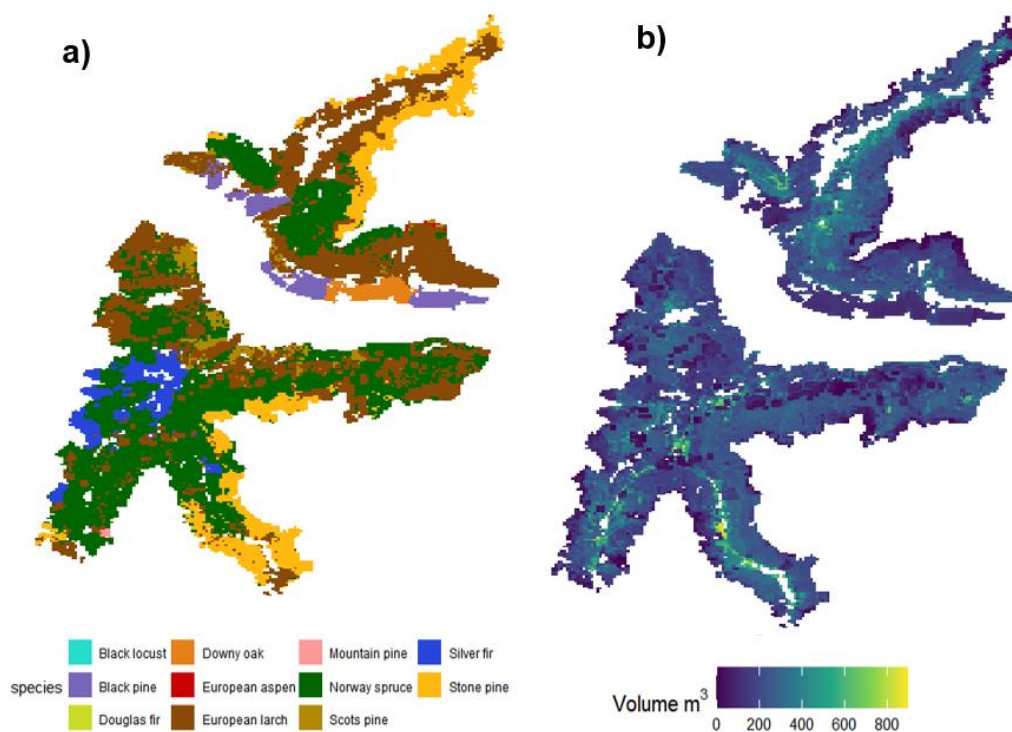 a)
b)
species
Black locust Downy oak Mountain pine Silver fir
Black pine European aspen Norway spruce Stone pine
Douglas fir European larch Scots pine
Volume m³
0 200 400 600 800